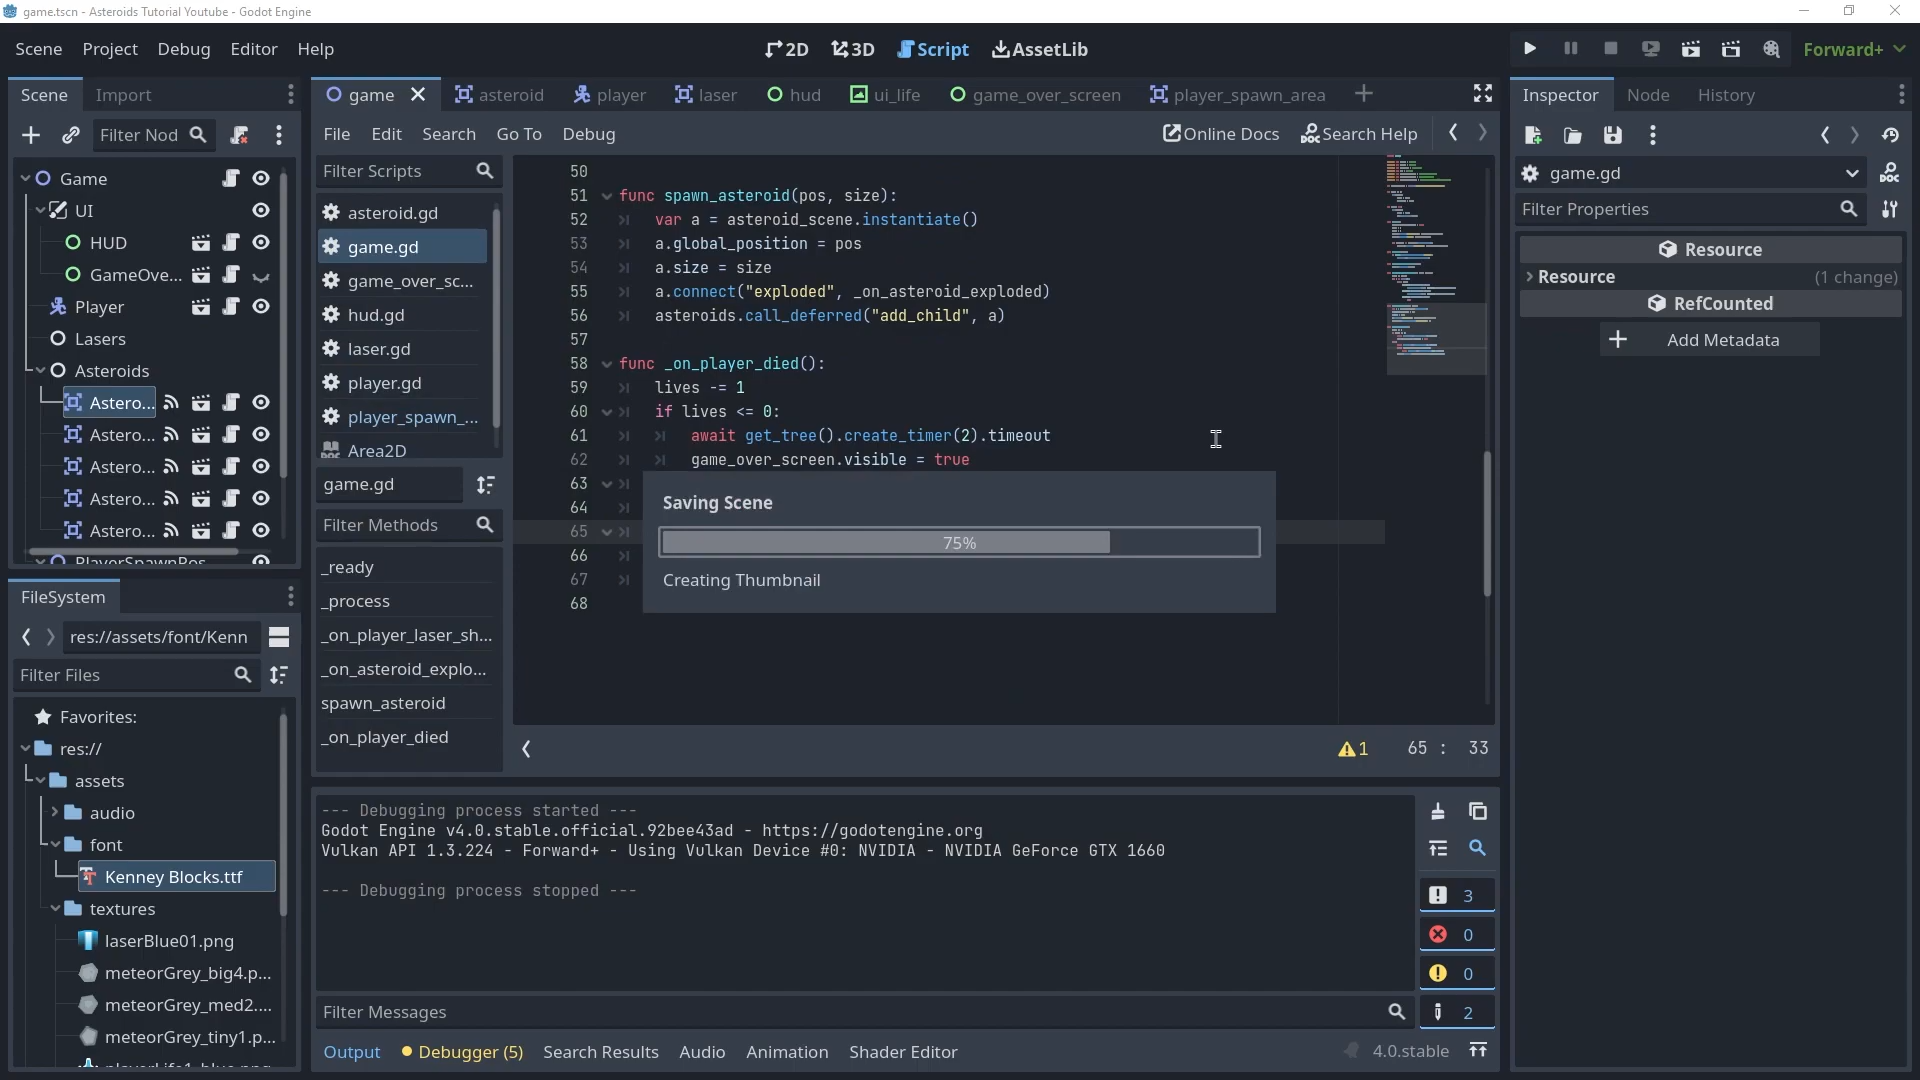 game.tscn - Asteroids Tutorial Youtube - Godot Engine
Scene Project Debug Editor Help
2D 3D Script AssetLib
Forward+
Scene Import
game asteroid player laser hud ui_life game_over_screen player_spawn_area
Inspector Node History
Filter Nod
File Edit Search Go To Debug
Online Docs Search Help
Filter Scripts
game.gd
Filter Properties
Resource
Resource (1 change)
RefCounted
Add Metadata
Game
UI
HUD
GameOve...
Player
Lasers
Asteroids
Astero...
Astero...
Astero...
Astero...
Astero...
PlayerSpawnPos
asteroid.gd
game.gd
game_over_sc...
hud.gd
laser.gd
player.gd
player_spawn_...
Area2D
game.gd
Filter Methods
_ready
_process
_on_player_laser_sh...
_on_asteroid_explo...
spawn_asteroid
_on_player_died
50
51 func spawn_asteroid(pos, size):
52 var a = asteroid_scene.instantiate()
53 a.global_position = pos
54 a.size = size
55 a.connect("exploded", _on_asteroid_exploded)
56 asteroids.call_deferred("add_child", a)
57
58 func _on_player_died():
59 lives -= 1
60 if lives <= 0:
61 await get_tree().create_timer(2).timeout
62 game_over_screen.visible = true
63
64
65
66
67
68
Saving Scene
75%
Creating Thumbnail
1 65 : 33
FileSystem
res://assets/font/Kenn
Filter Files
Favorites:
res://
assets
audio
font
Kenney Blocks.ttf
textures
laserBlue01.png
meteorGrey_big4.p...
meteorGrey_med2....
meteorGrey_tiny1.p...
--- Debugging process started ---
Godot Engine v4.0.stable.official.92bee43ad - https://godotengine.org
Vulkan API 1.3.224 - Forward+ - Using Vulkan Device #0: NVIDIA - NVIDIA GeForce GTX 1660
--- Debugging process stopped ---
3
0
0
2
Filter Messages
Output Debugger (5) Search Results Audio Animation Shader Editor
4.0.stable